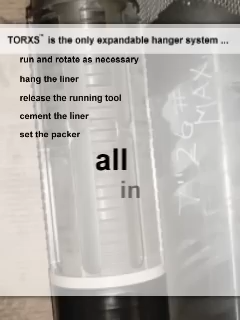 TORXS™ is the only expandable hanger system ...
run and rotate as necessary
hang the liner
release the running tool
cement the liner
set the packer
all
in
MAX